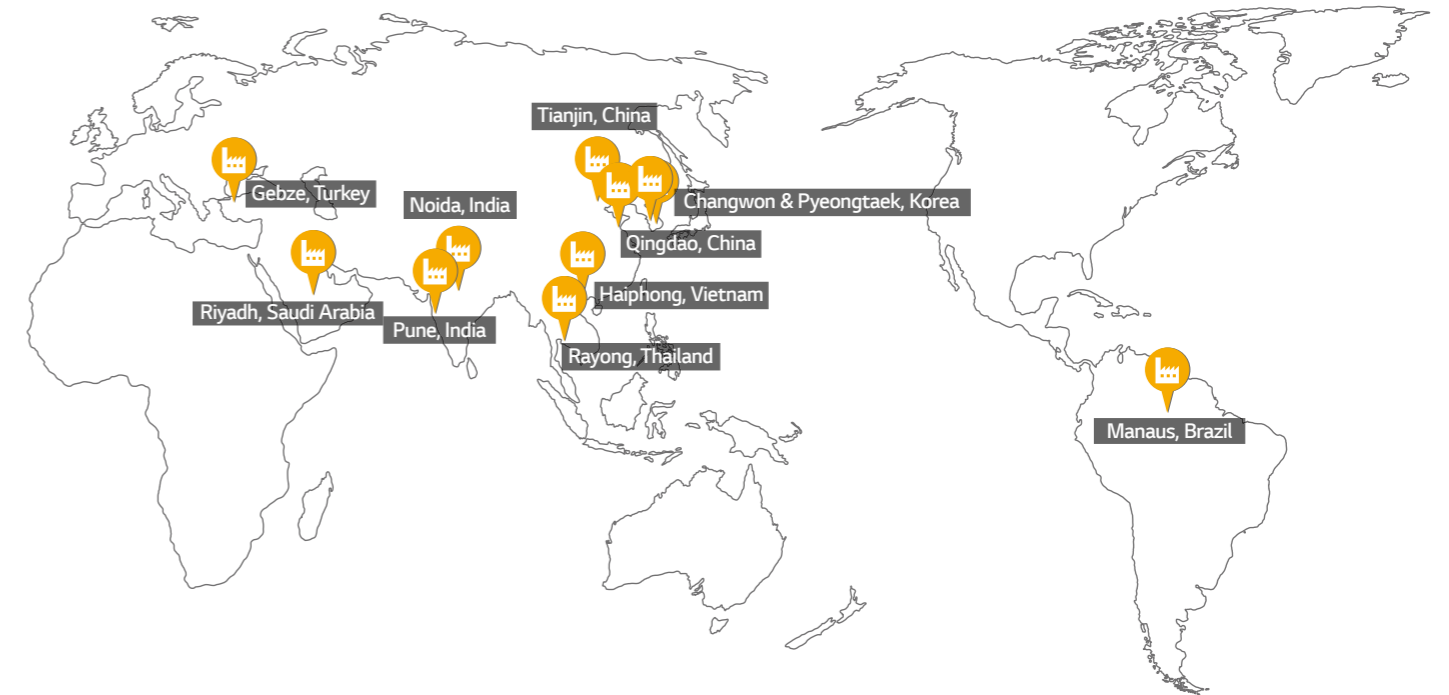 Tianjin, China
Gebze, Turkey
Noida, India
Changwon & Pyeongtaek, Korea
Qingdao, China
Riyadh, Saudi Arabia
Haiphong, Vietnam
Pune, India
Rayong, Thailand
Manaus, Brazil